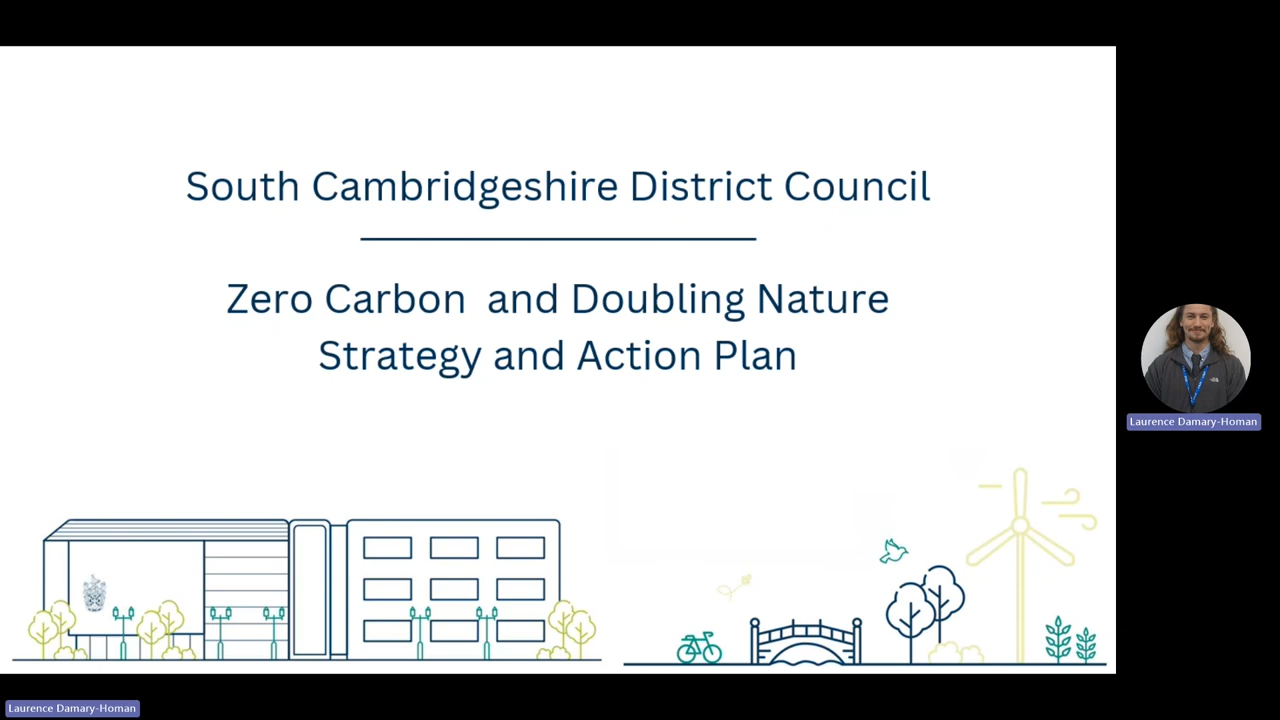 South Cambridgeshire District Council
Zero Carbon and Doubling Nature
Strategy and Action Plan
Laurence Damary-Homan
Laurence Damary-Homan